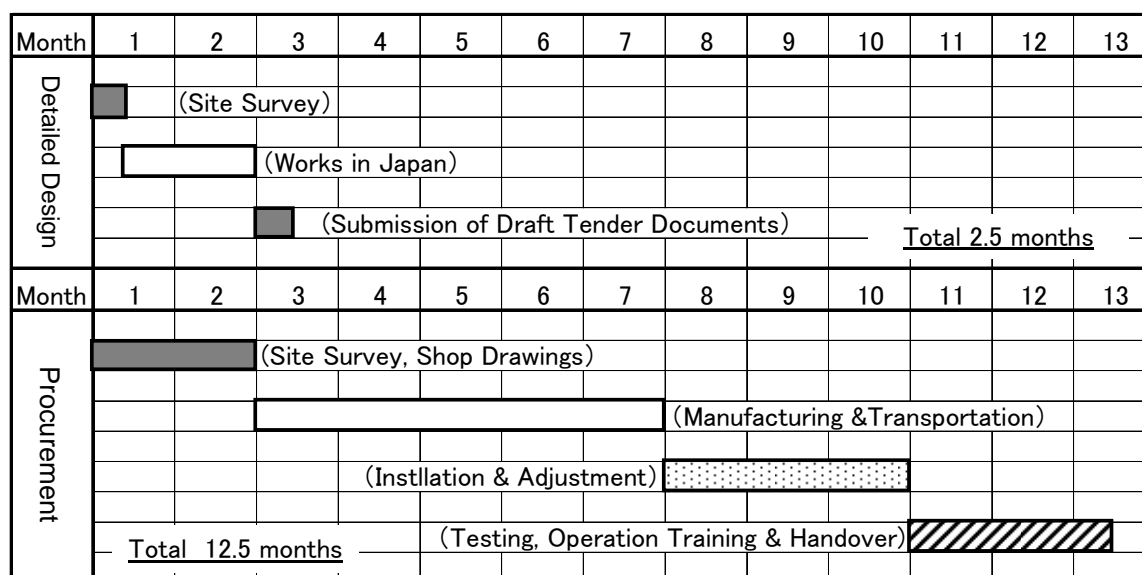 Month 1 2 3 4 5 6 7 8 9 10 11 12 13
Detailed Design
(Site Survey)
(Works in Japan)
(Submission of Draft Tender Documents)
Total 2.5 months
Month 1 2 3 4 5 6 7 8 9 10 11 12 13
Procurement
(Site Survey, Shop Drawings)
(Manufacturing &Transportation)
(Instllation & Adjustment)
(Testing, Operation Training & Handover)
Total 12.5 months